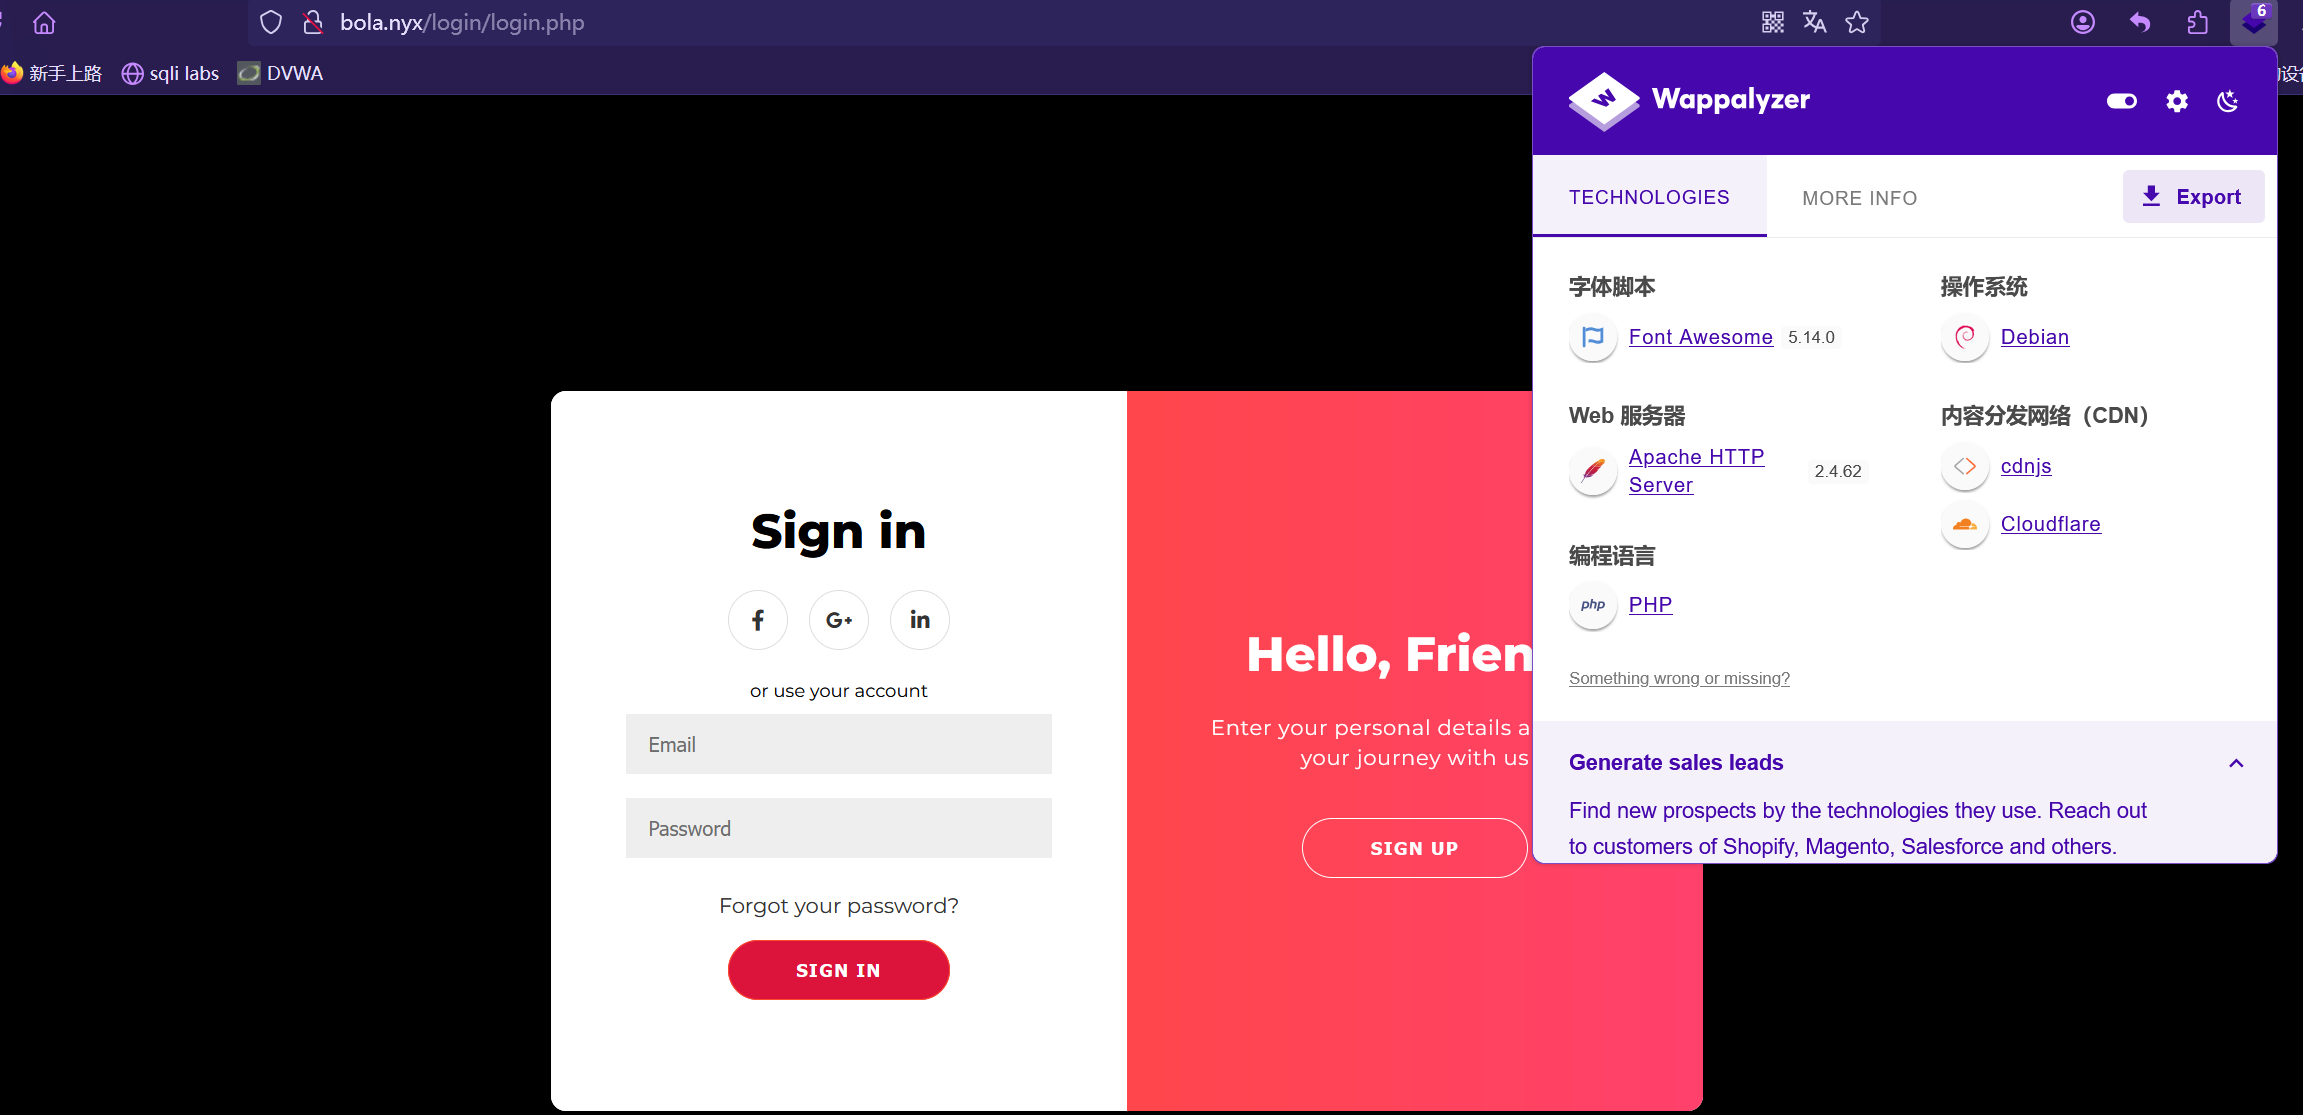 bola.nyx/login/login.php
6
新手上路
sqli labs
DVWA
Wappalyzer
TECHNOLOGIES
MORE INFO
Export
字体脚本
Font Awesome 5.14.0
操作系统
Debian
Web 服务器
Apache HTTP Server 2.4.62
内容分发网络（CDN）
cdnjs
Cloudflare
编程语言
php
PHP
Something wrong or missing?
Generate sales leads
Find new prospects by the technologies they use. Reach out
to customers of Shopify, Magento, Salesforce and others.
Sign in
f
G+
in
or use your account
Email
Password
Forgot your password?
SIGN IN
Hello, Frien
Enter your personal details a
your journey with us
SIGN UP